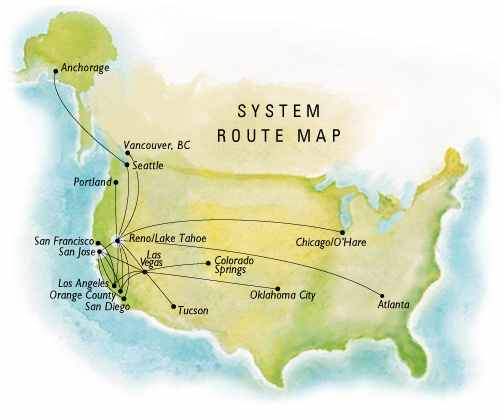 Anchorage
SYSTEM
ROUTE MAP
Vancouver, BC
Seattle
Portland
San Francisco
Reno/Lake Tahoe
Chicago/O'Hare
San Jose
Las
Vegas
Colorado
Springs
Los Angeles
Orange County
San Diego
Oklahoma City
Tucson
Atlanta